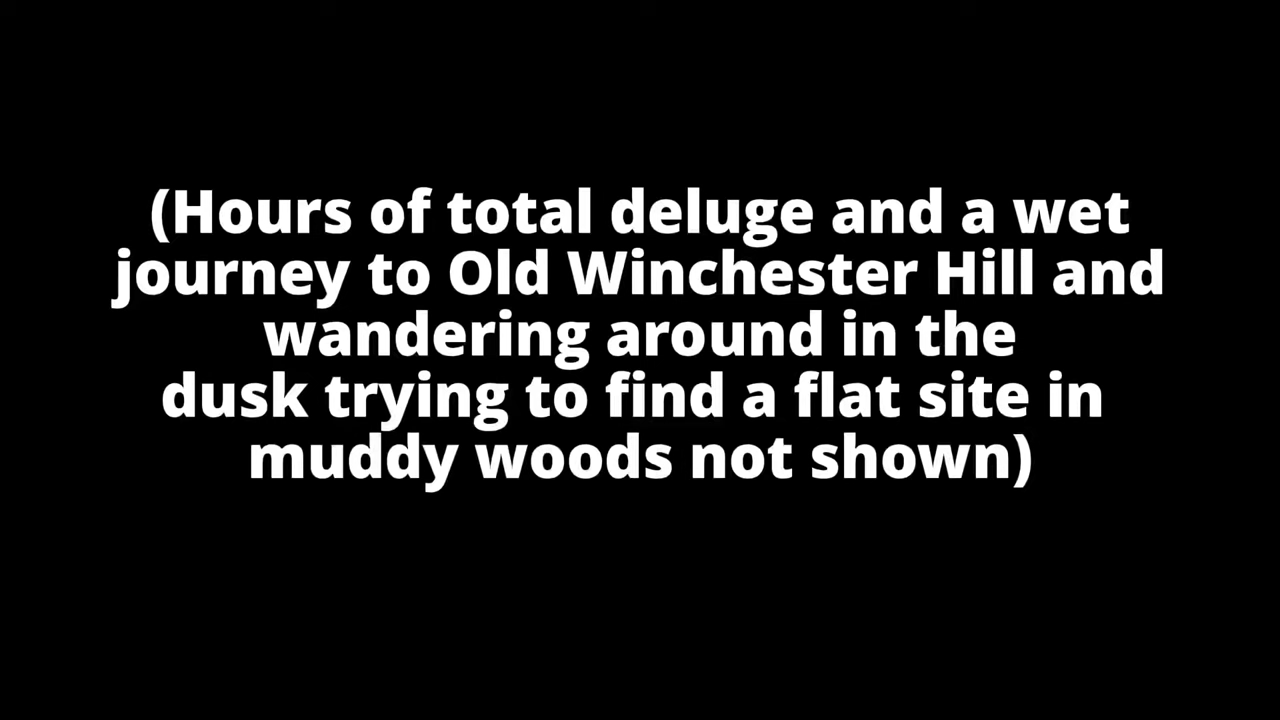 (Hours of total deluge and a wet
journey to Old Winchester Hill and
wandering around in the
dusk trying to find a flat site in
muddy woods not shown)